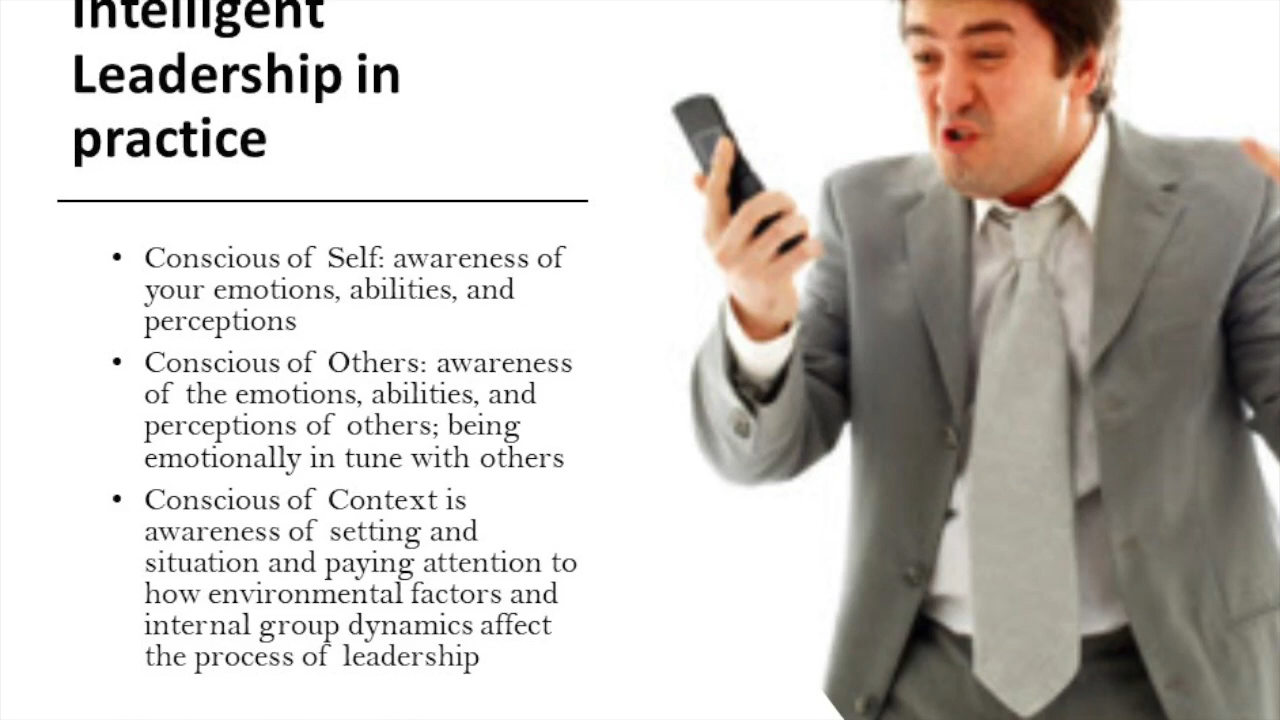 Intelligent
Leadership in
practice
• Conscious of Self: awareness of
your emotions, abilities, and
perceptions
• Conscious of Others: awareness
of the emotions, abilities, and
perceptions of others; being
emotionally in tune with others
• Conscious of Context is
awareness of setting and
situation and paying attention to
how environmental factors and
internal group dynamics affect
the process of leadership